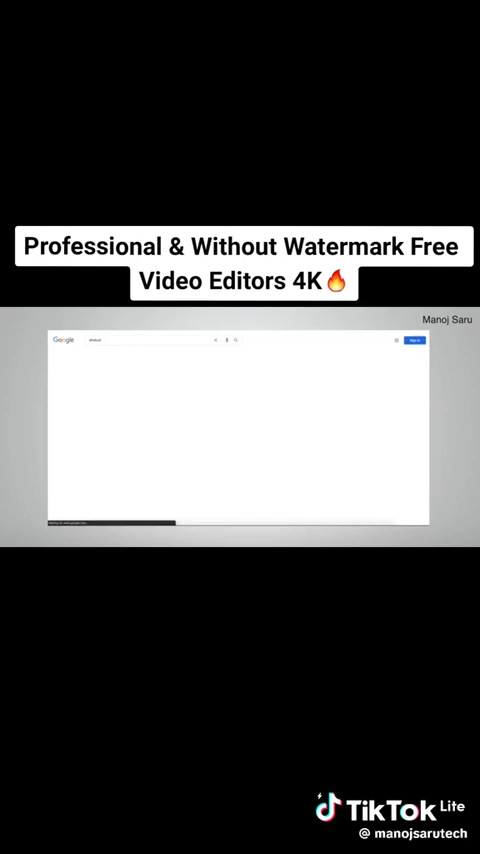 Professional & Without Watermark Free
Video Editors 4K🔥
Manoj Saru
Google
Sign in
TikTok Lite
@ manojsarutech